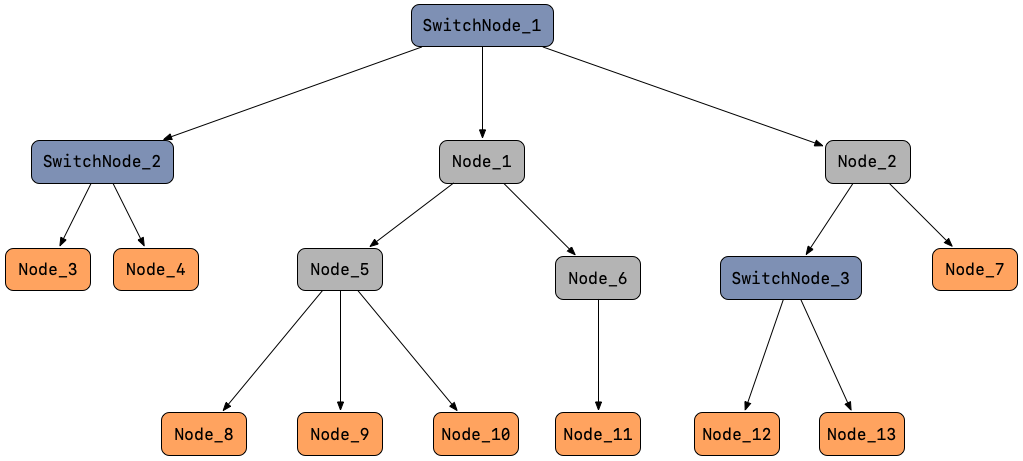 SwitchNode_1
SwitchNode_2
Node_1
Node_2
Node_3
Node_4
Node_5
Node_6
SwitchNode_3
Node_7
Node_8
Node_9
Node_10
Node_11
Node_12
Node_13